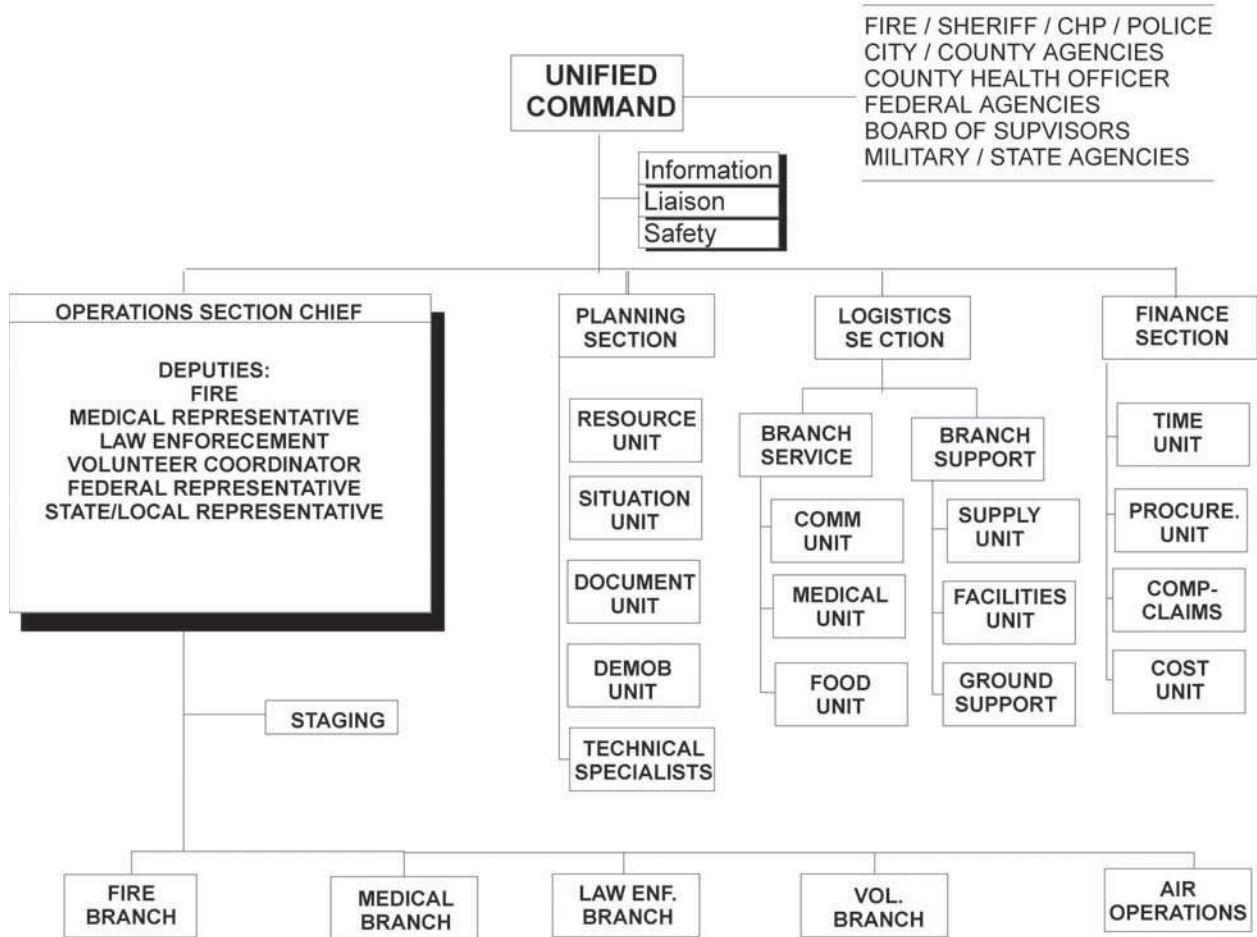 FIRE / SHERIFF / CHP / POLICE
CITY / COUNTY AGENCIES
COUNTY HEALTH OFFICER
FEDERAL AGENCIES
BOARD OF SUPVISORS
MILITARY / STATE AGENCIES
UNIFIED
COMMAND
Information
Liaison
Safety
OPERATIONS SECTION CHIEF
DEPUTIES:
FIRE
MEDICAL REPRESENTATIVE
LAW ENFORECEMENT
VOLUNTEER COORDINATOR
FEDERAL REPRESENTATIVE
STATE/LOCAL REPRESENTATIVE
PLANNING
SECTION
RESOURCE
UNIT
SITUATION
UNIT
DOCUMENT
UNIT
DEMOB
UNIT
TECHNICAL
SPECIALISTS
LOGISTICS
SE CTION
BRANCH
SERVICE
COMM
UNIT
MEDICAL
UNIT
FOOD
UNIT
BRANCH
SUPPORT
SUPPLY
UNIT
FACILITIES
UNIT
GROUND
SUPPORT
FINANCE
SECTION
TIME
UNIT
PROCURE.
UNIT
COMP-
CLAIMS
COST
UNIT
STAGING
FIRE
BRANCH
MEDICAL
BRANCH
LAW ENF.
BRANCH
VOL.
BRANCH
AIR
OPERATIONS